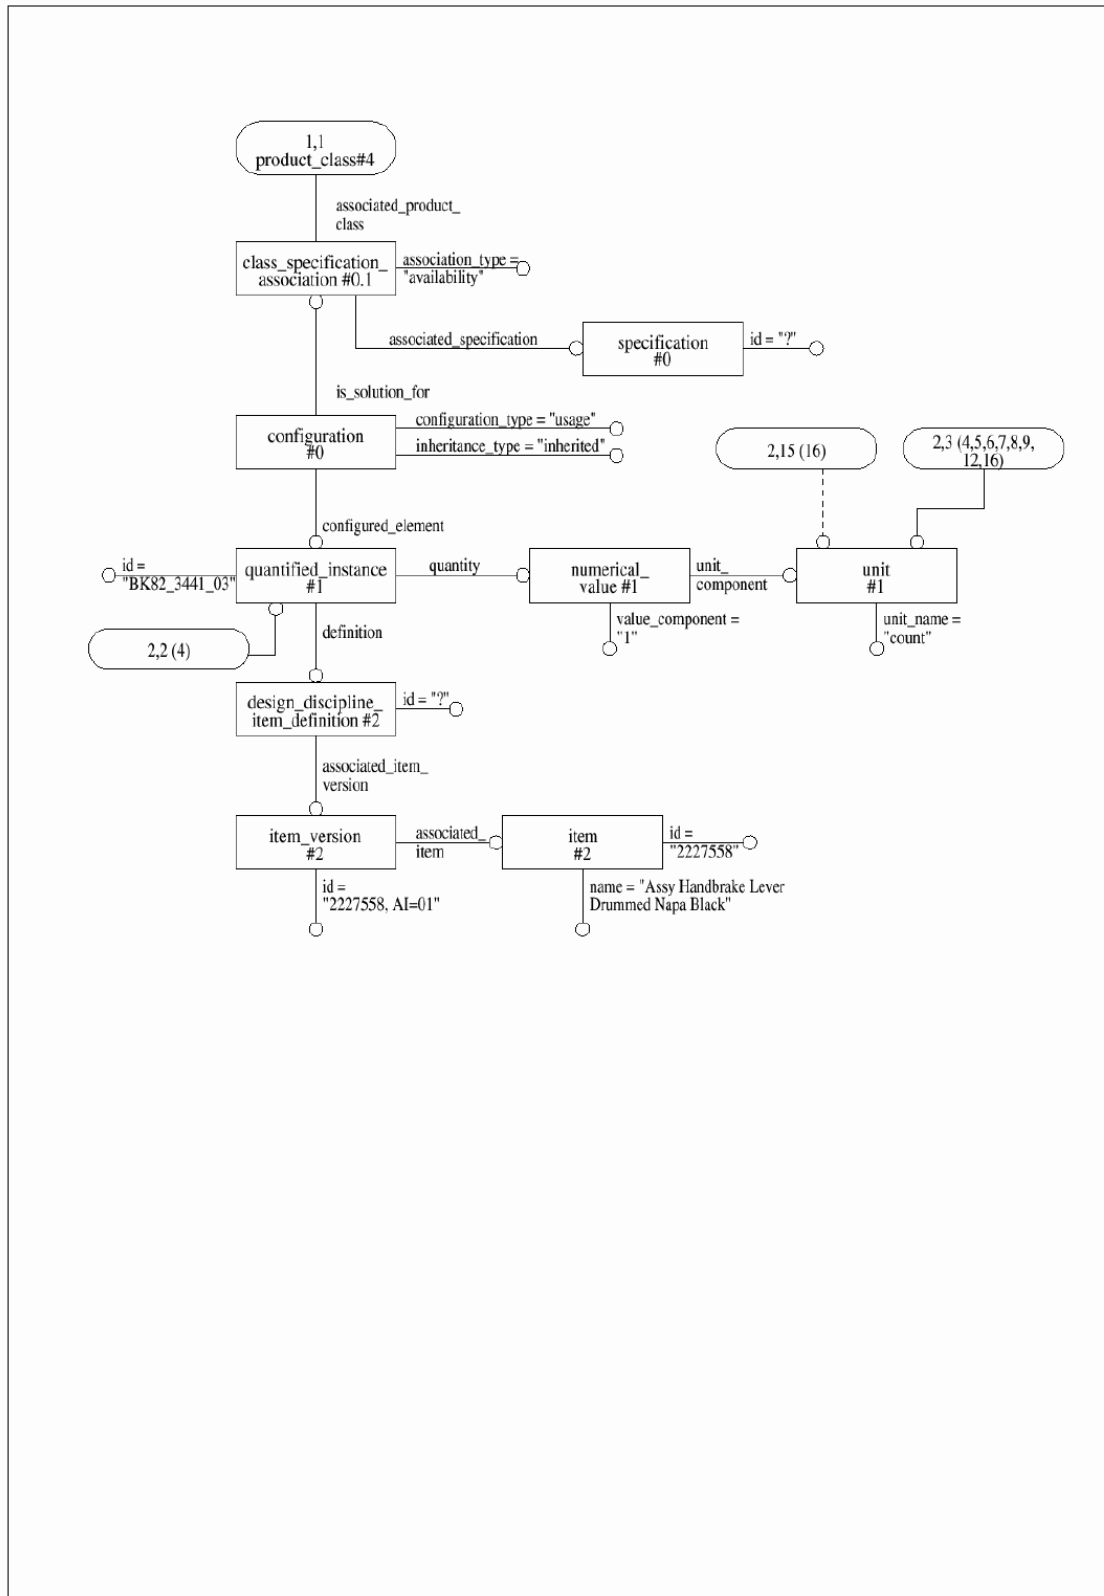 1,1
product_class#4
associated_product_
class
class_specification_
association #0.1
association_type =
"availability"
associated_specification
specification
#0
id = "?"
is_solution_for
configuration
#0
configuration_type = "usage"
inheritance_type = "inherited"
2,15 (16)
2,3 (4,5,6,7,8,9,
12,16)
configured_element
id =
"BK82_3441_03"
quantified_instance
#1
quantity
numerical_
value #1
unit_
component
unit
#1
value_component =
"1"
unit_name =
"count"
2,2 (4)
definition
design_discipline_
item_definition #2
id = "?"
associated_item_
version
item_version
#2
associated_
item
item
#2
id =
"2227558"
id =
"2227558, AI=01"
name = "Assy Handbrake Lever
Drummed Napa Black"